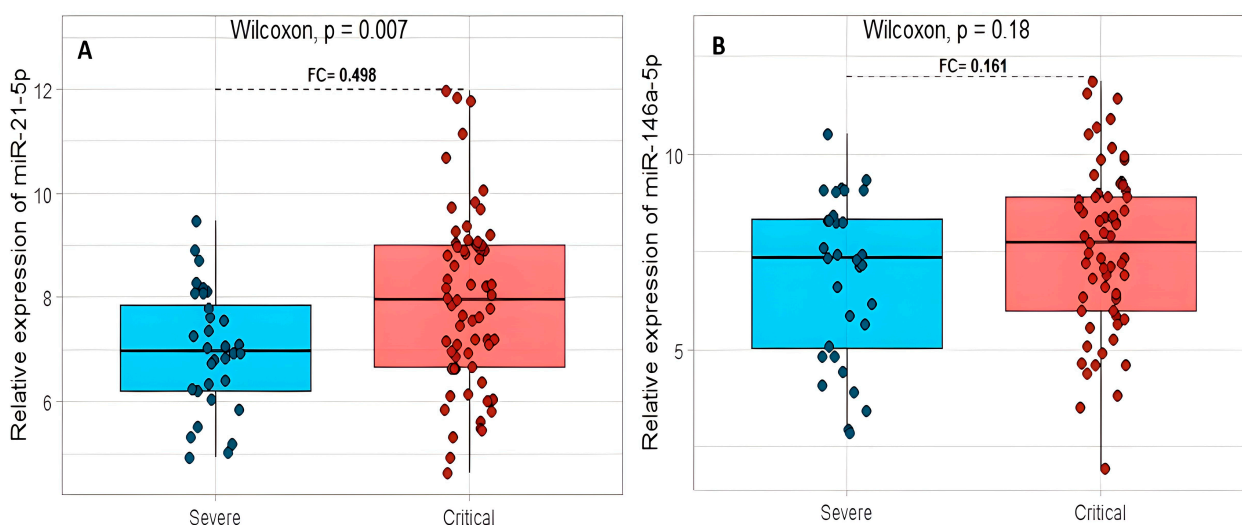 A
Wilcoxon, p = 0.007
FC= 0.498
Relative expression of miR-21-5p
12
10
8
6
Severe
Critical
B
Wilcoxon, p = 0.18
FC= 0.161
Relative expression of miR-146a-5p
10
5
Severe
Critical